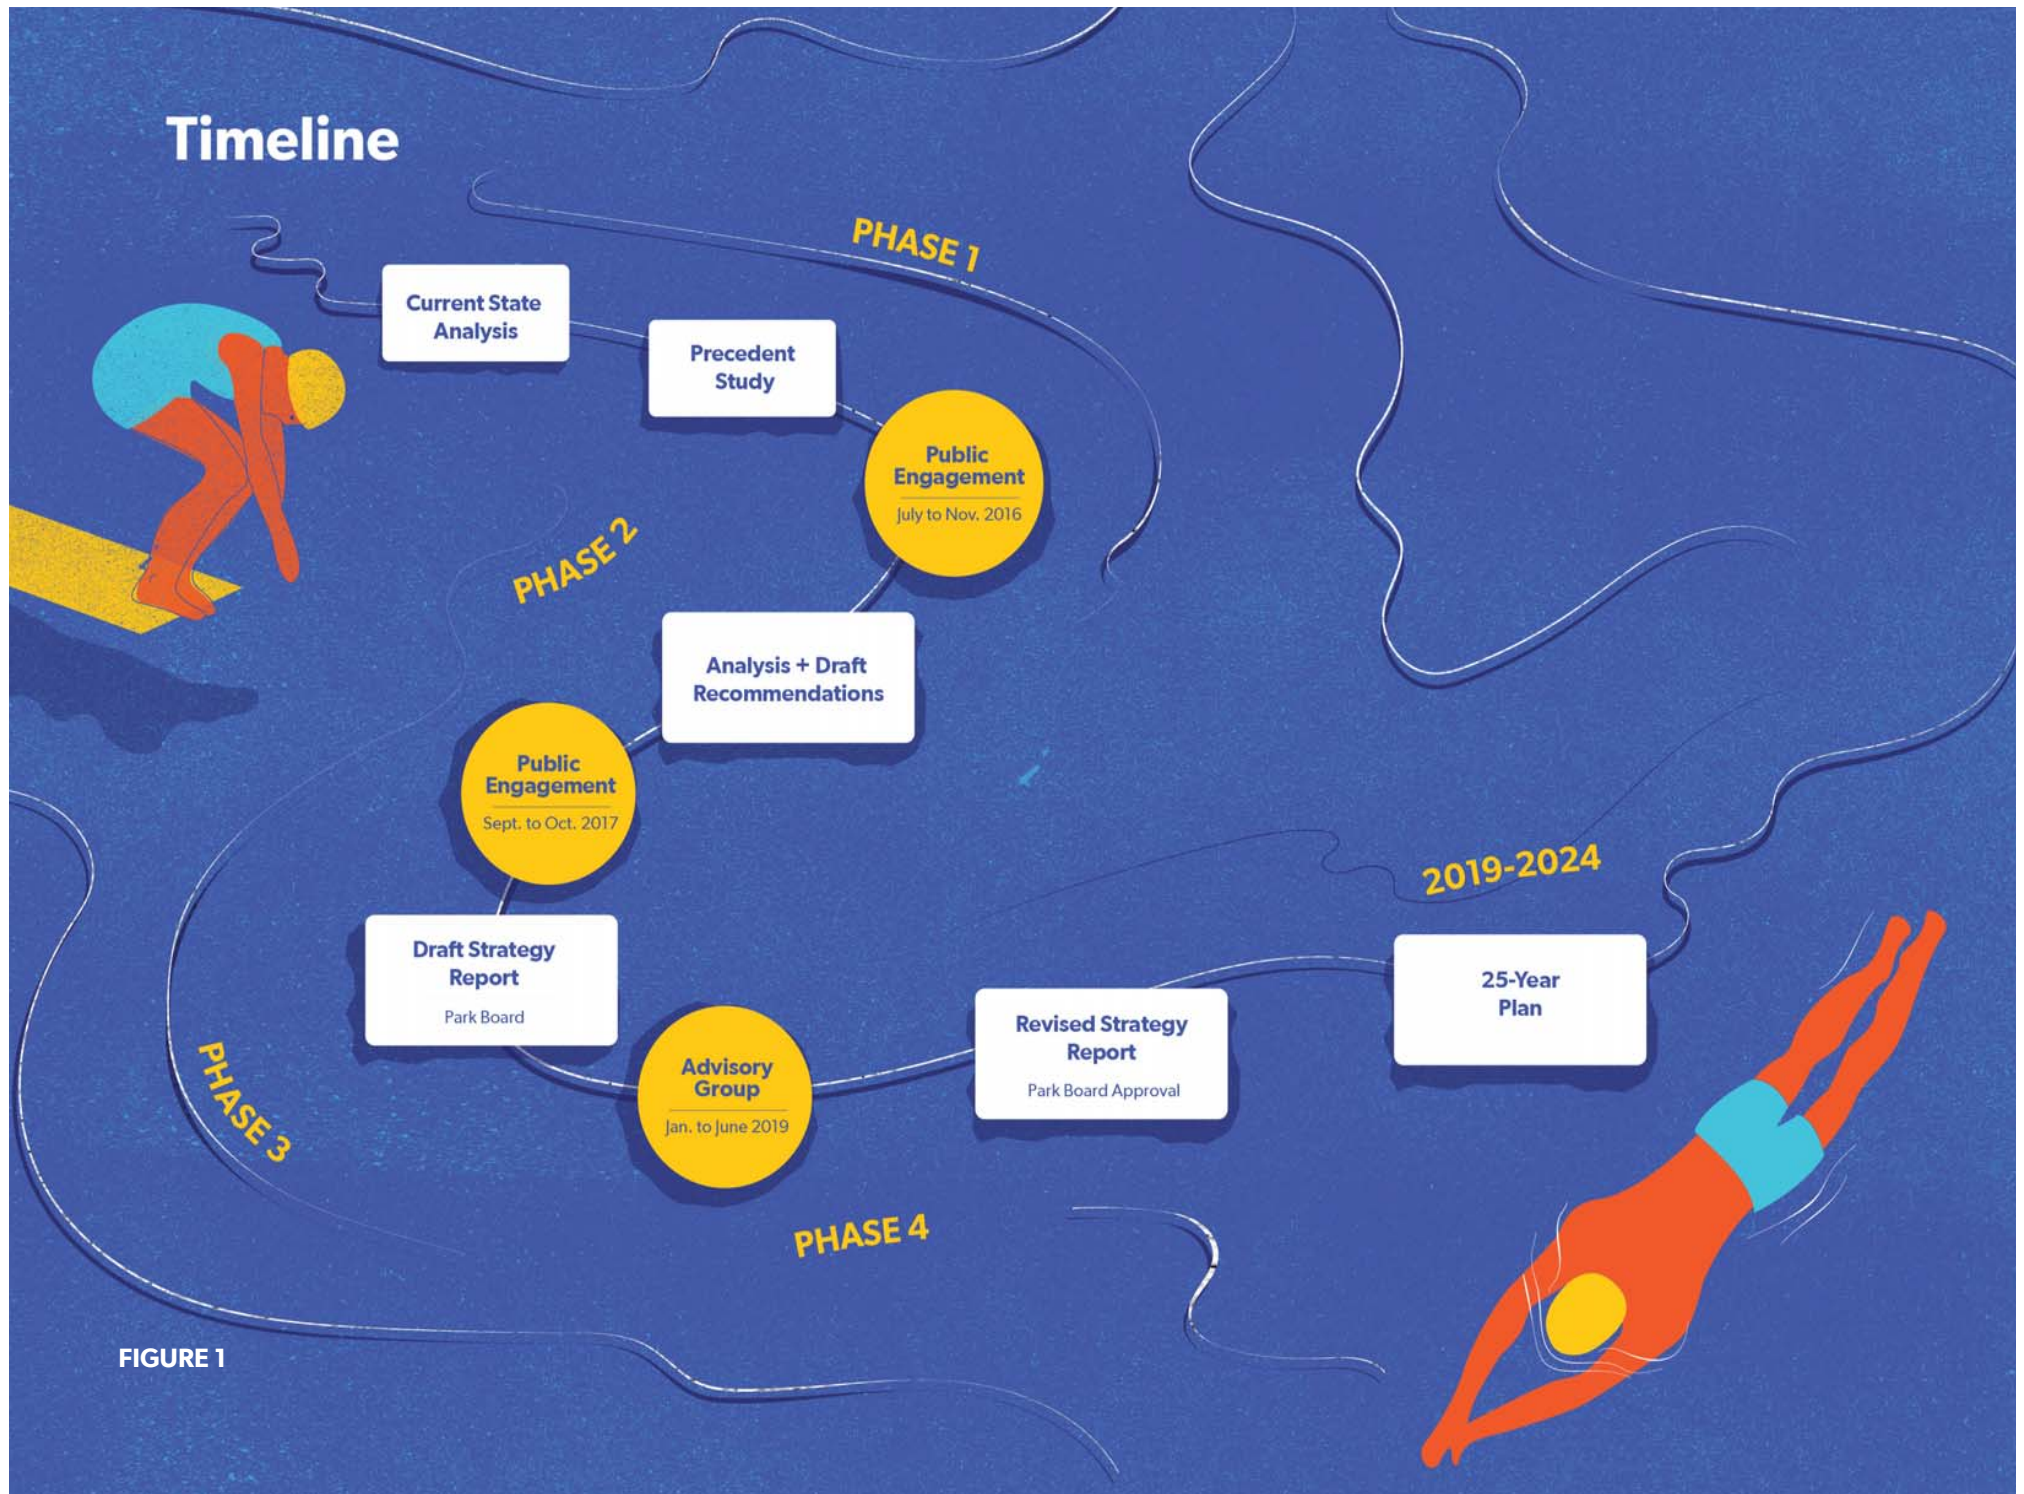 Timeline
PHASE 1
Current State
Analysis
Precedent
Study
Public
Engagement
July to Nov. 2016
PHASE 2
Analysis + Draft
Recommendations
Public
Engagement
Sept. to Oct. 2017
Draft Strategy
Report
Park Board
PHASE 3
Advisory
Group
Jan. to June 2019
PHASE 4
Revised Strategy
Report
Park Board Approval
2019-2024
25-Year
Plan
FIGURE 1